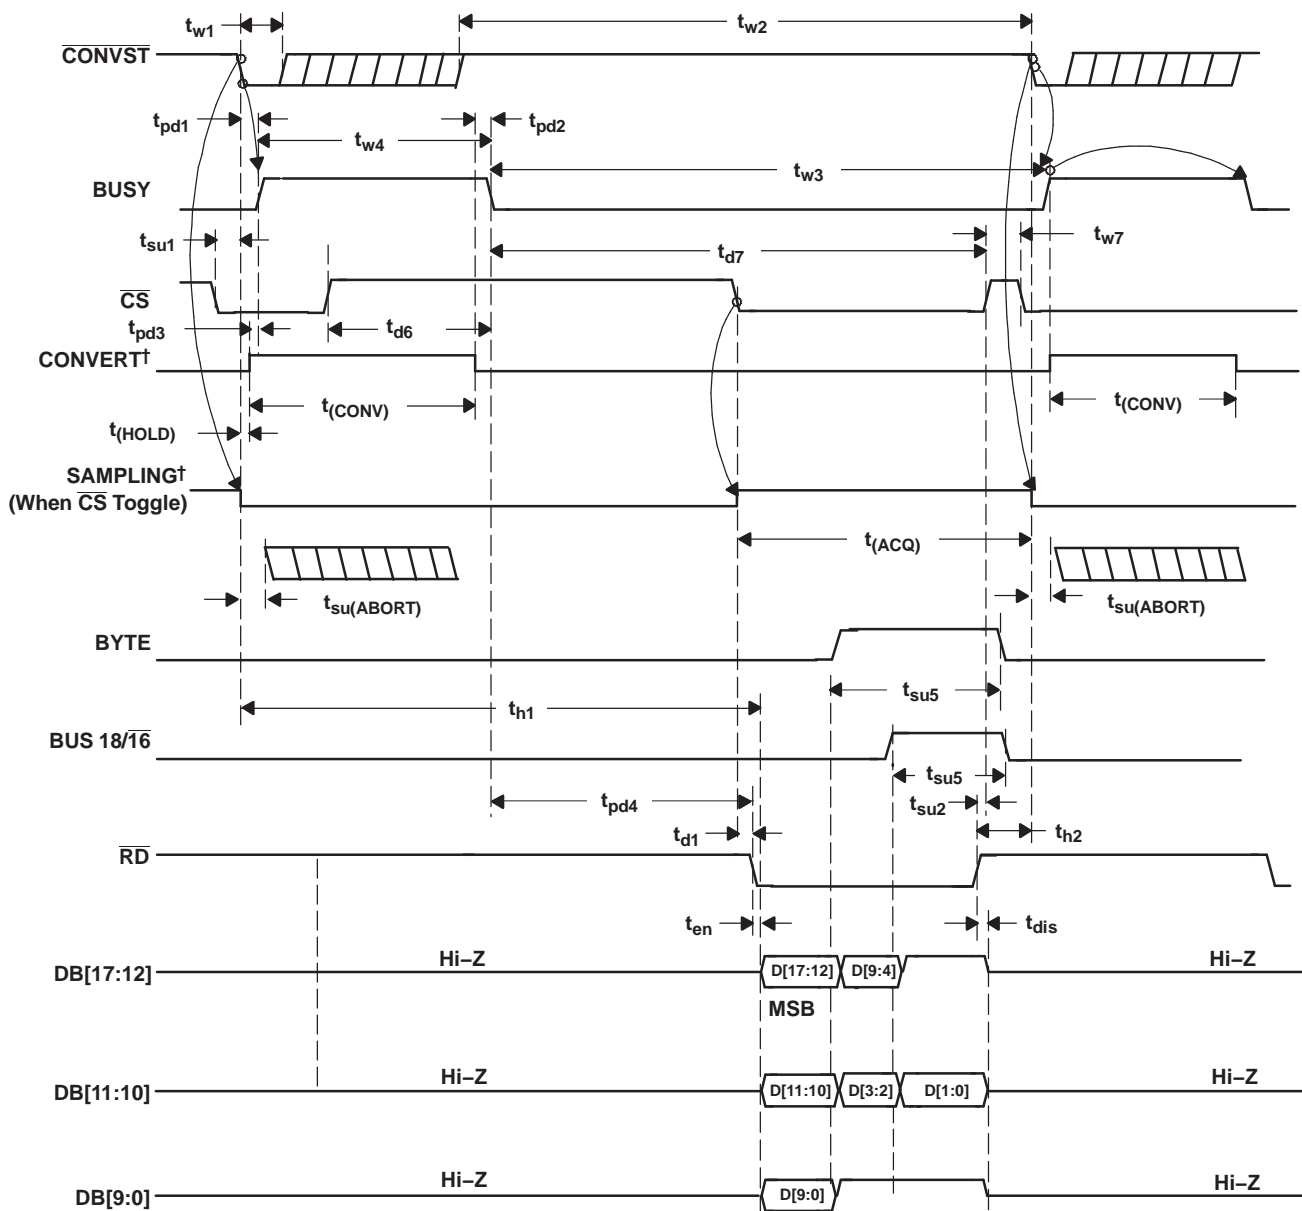 tw1
tw2
CONVST
tpd1
tw4
tpd2
tw3
BUSY
tsu1
tw7
td7
CS
tpd3
td6
CONVERT†
t(CONV)
t(CONV)
t(HOLD)
SAMPLING†
(When CS Toggle)
t(ACQ)
tsu(ABORT)
tsu(ABORT)
BYTE
tsu5
th1
BUS 18/16
tsu5
tpd4
tsu2
td1
th2
RD
ten
tdis
DB[17:12]
Hi–Z
D[17:12]
D[9:4]
Hi–Z
MSB
DB[11:10]
Hi–Z
D[11:10]
D[3:2]
D[1:0]
Hi–Z
DB[9:0]
Hi–Z
D[9:0]
Hi–Z